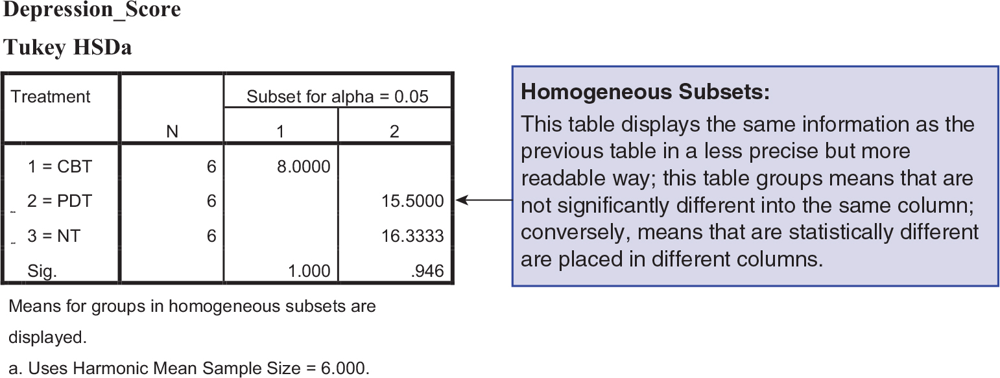 Depression_Score
Tukey HSDa
Treatment N Subset for alpha = 0.05
1 2
1 = CBT 6 8.0000
2 = PDT 6 15.5000
3 = NT 6 16.3333
Sig. 1.000 .946
Means for groups in homogeneous subsets are
displayed.
a. Uses Harmonic Mean Sample Size = 6.000.
Homogeneous Subsets:
This table displays the same information as the
previous table in a less precise but more
readable way; this table groups means that are
not significantly different into the same column;
conversely, means that are statistically different
are placed in different columns.